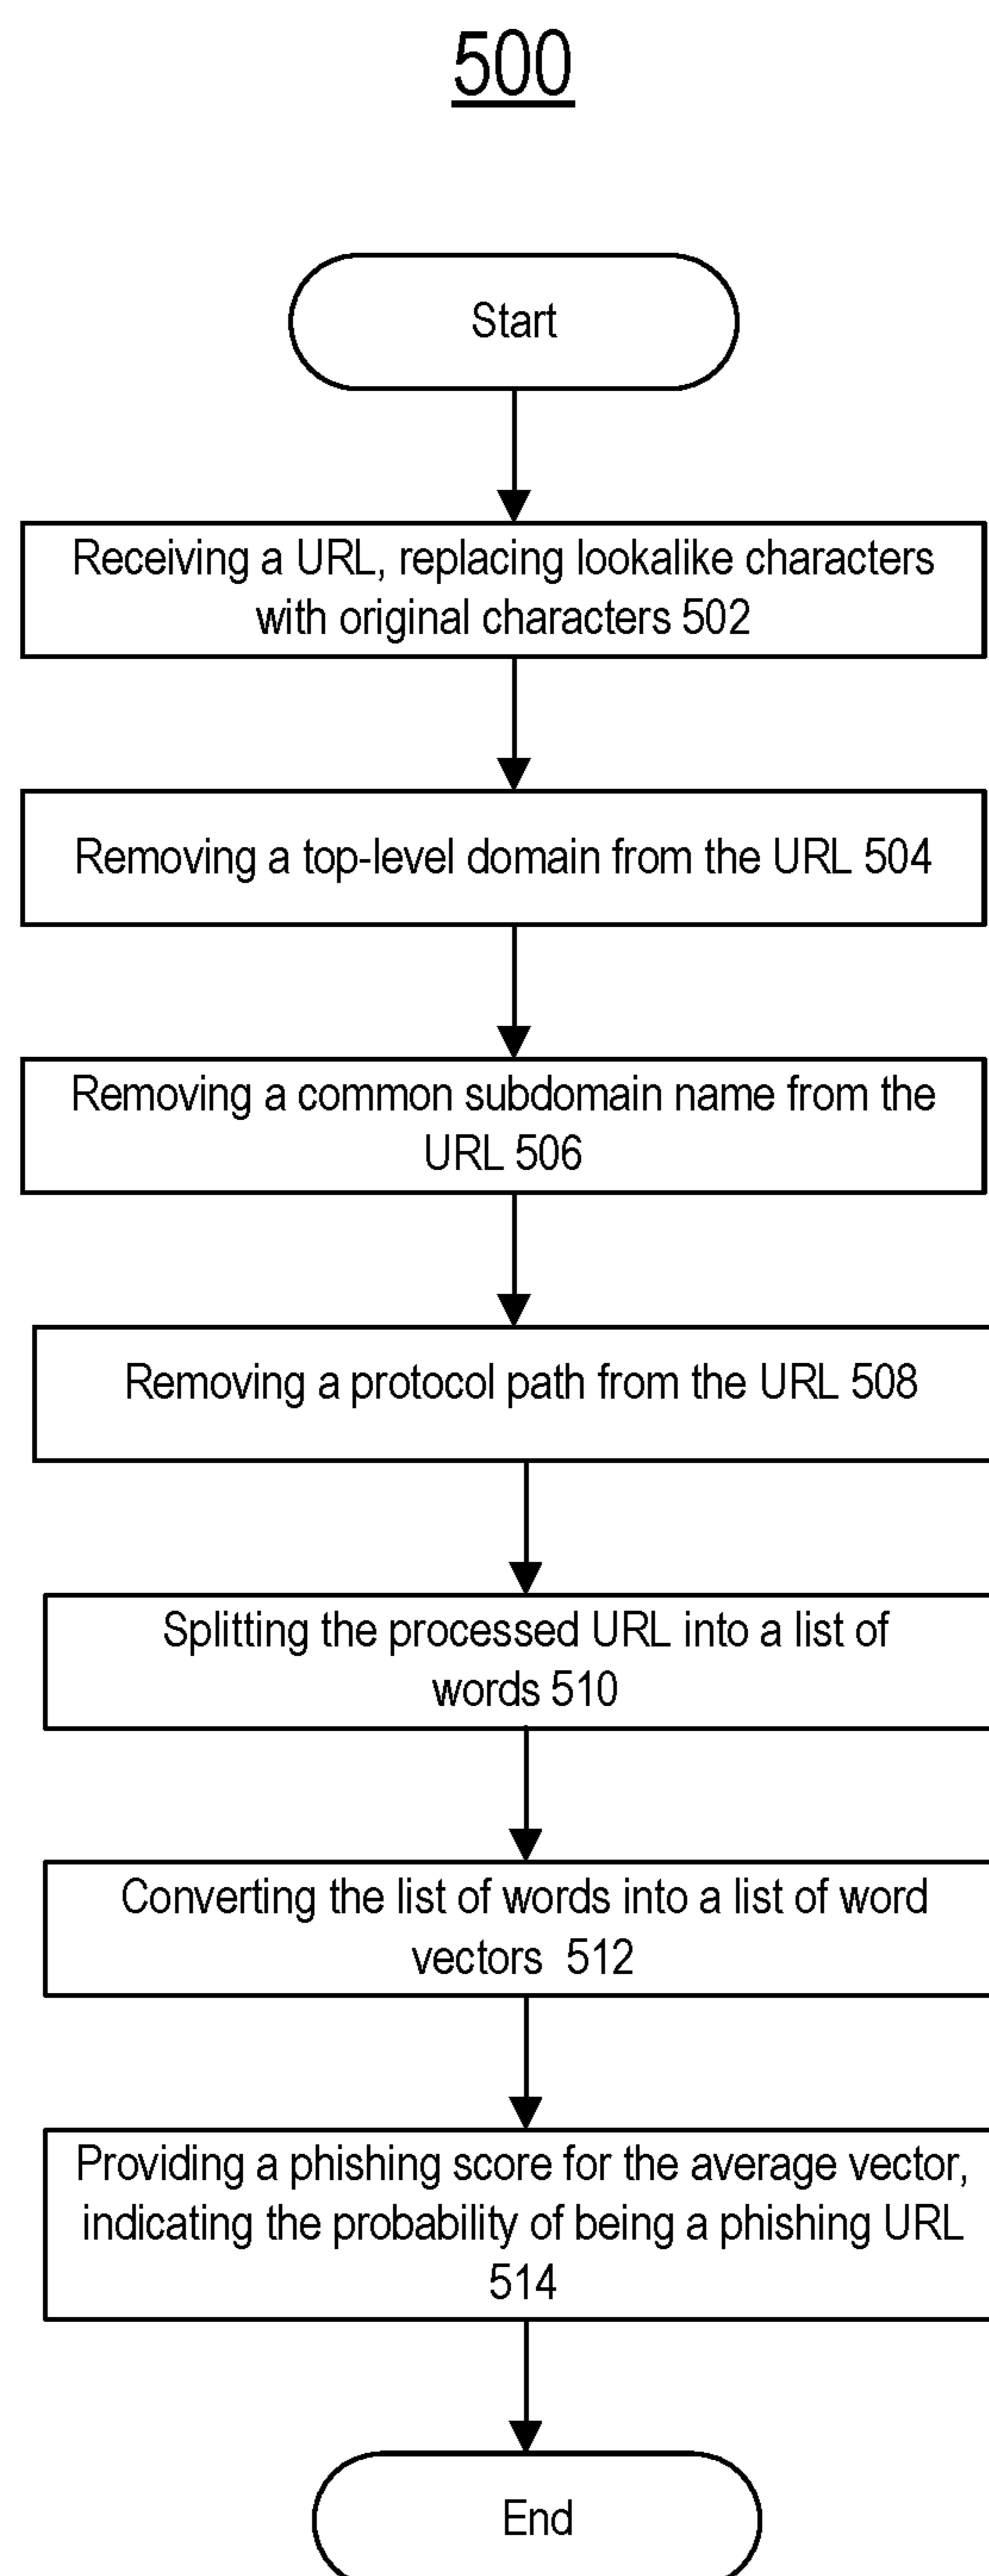 500
Start
Receiving a URL, replacing lookalike characters
with original characters 502
Removing a top-level domain from the URL 504
Removing a common subdomain name from the
URL 506
Removing a protocol path from the URL 508
Splitting the processed URL into a list of
words 510
Converting the list of words into a list of word
vectors  512
Providing a phishing score for the average vector,
indicating the probability of being a phishing URL
514
End